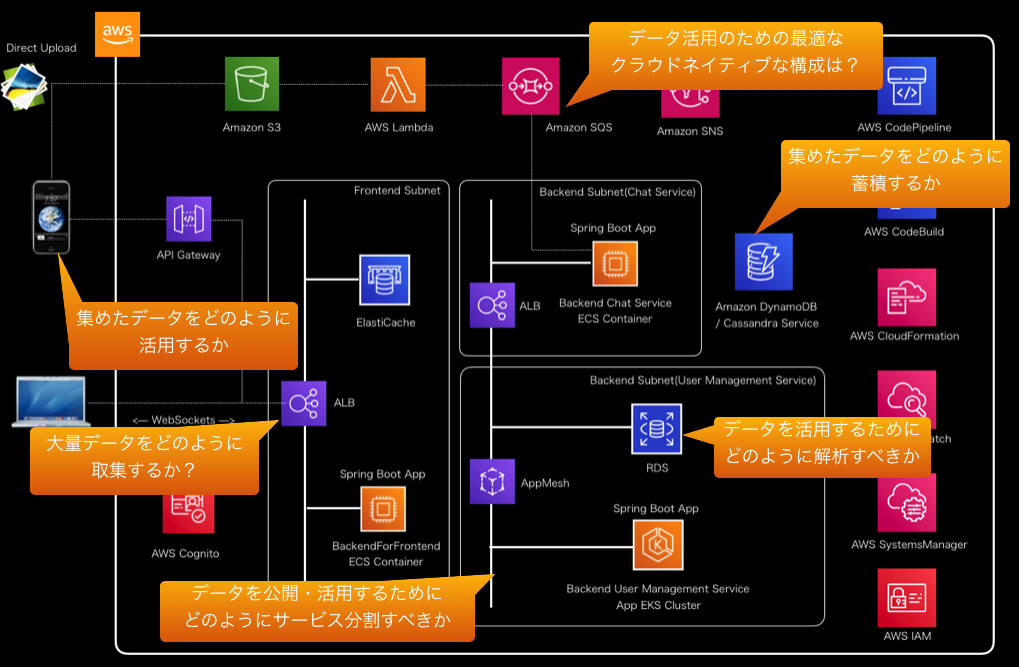 aws
Direct Upload
データ活用のための最適な
クラウドネイティブな構成は？
Amazon S3
AWS Lambda
Amazon SQS
Amazon SNS
AWS CodePipeline
集めたデータをどのように
蓄積するか
Frontend Subnet
Backend Subnet(Chat Service)
7:52
Spring Boot App
AWS CodeBuild
API Gateway
ElastiCache
ALB
Backend Chat Service
ECS Container
Amazon DynamoDB
/ Cassandra Service
AWS CloudFormation
集めたデータをどのように
活用するか
Backend Subnet(User Management Service)
ALB
<— WebSockets —>
大量データをどのように
取集するか？
データを活用するために
どのように解析すべきか
atch
RDS
Spring Boot App
AppMesh
Spring Boot App
AWS Cognito
BackendForFrontend
ECS Container
AWS SystemsManager
データを公開・活用するために
どのようにサービス分割すべきか
Backend User Management Service
App EKS Cluster
AWS IAM